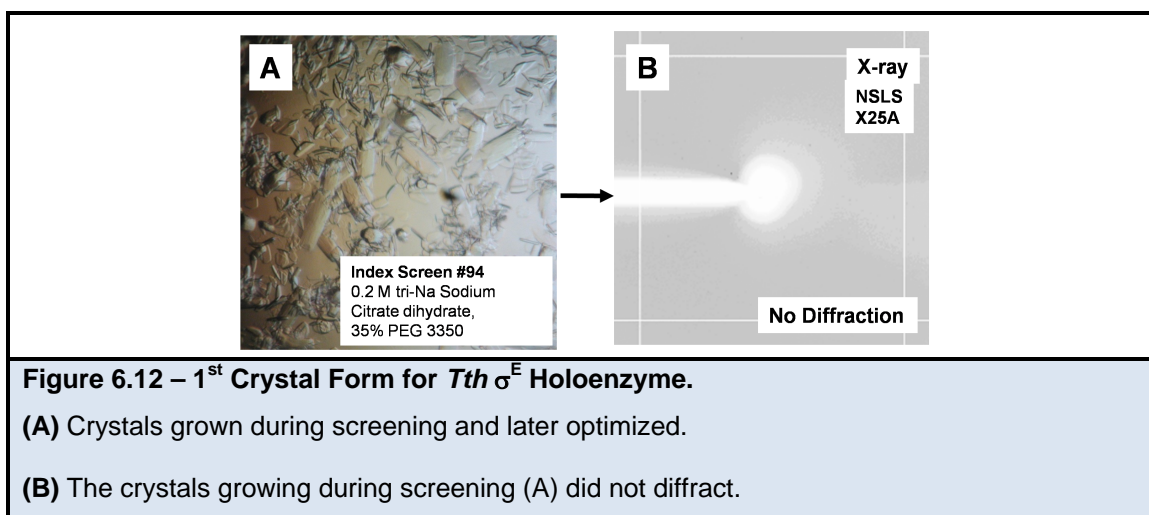 A
Index Screen #94
0.2 M tri-Na Sodium
Citrate dihydrate,
35% PEG 3350
B
X-ray
NSLS
X25A
No Diffraction
Figure 6.12 – 1st Crystal Form for Tth σE Holoenzyme.
(A) Crystals grown during screening and later optimized.
(B) The crystals growing during screening (A) did not diffract.